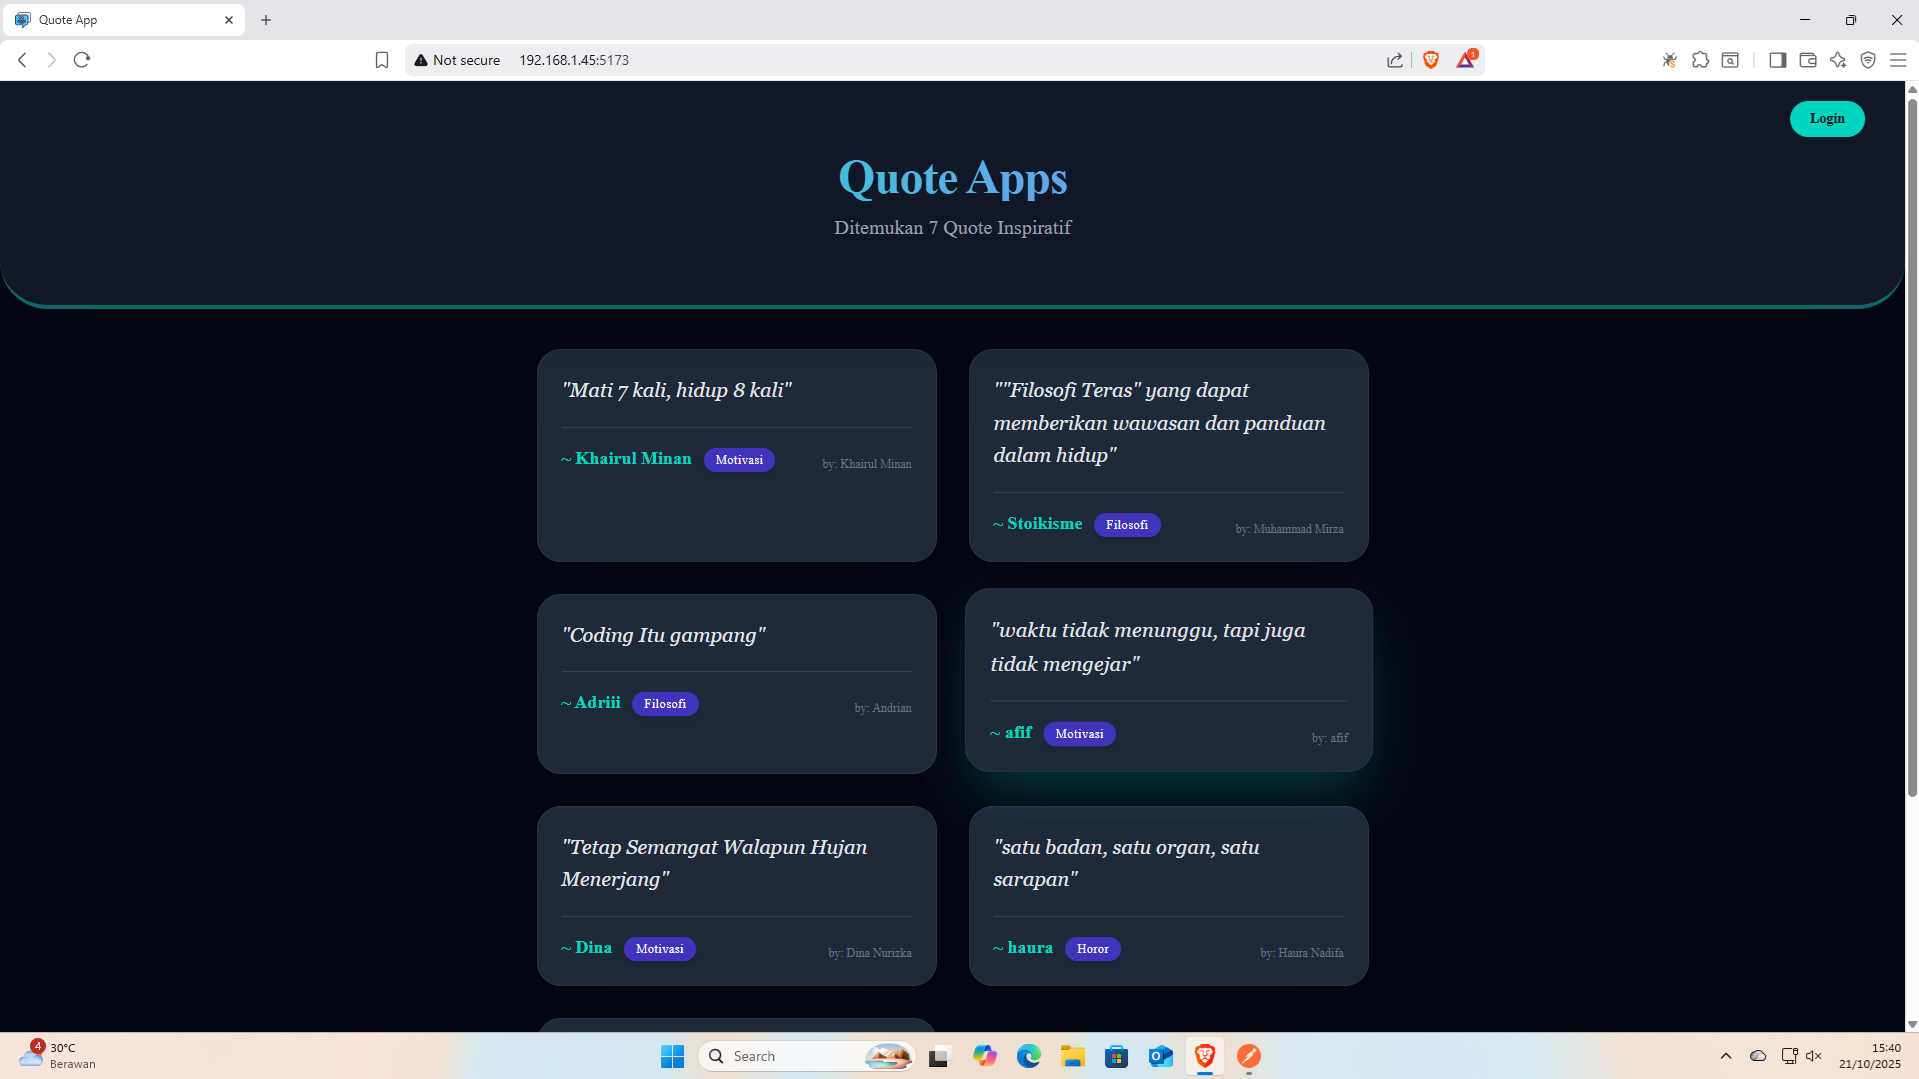 Quote App
Not secure
192.168.1.45:5173
1
Login
Quote Apps
Ditemukan 7 Quote Inspiratif
"Mati 7 kali, hidup 8 kali"
~ Khairul Minan
Motivasi
by: Khairul Minan
""Filosofi Teras" yang dapat
memberikan wawasan dan panduan
dalam hidup"
~ Stoikisme
Filosofi
by: Muhammad Mirza
"Coding Itu gampang"
~ Adriii
Filosofi
by: Andrian
"waktu tidak menunggu, tapi juga
tidak mengejar"
~ afif
Motivasi
by: afif
"Tetap Semangat Walapun Hujan
Menerjang"
~ Dina
Motivasi
by: Dina Nurizka
"satu badan, satu organ, satu
sarapan"
~ haura
Horor
by: Haura Nadifa
4
30°C
Berawan
Search
15:40
21/10/2025